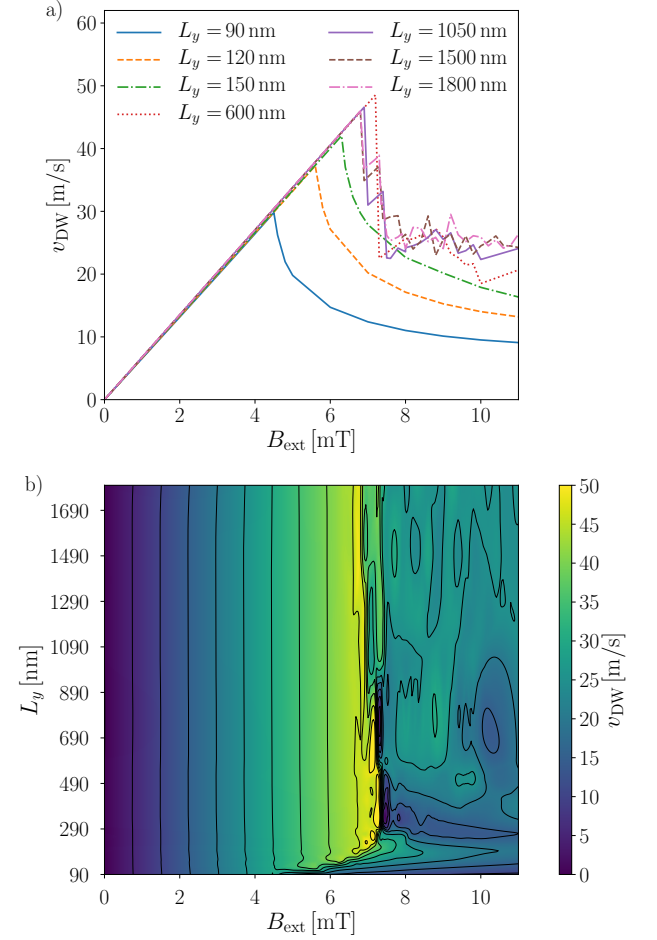 a)
60
50
40
30
20
10
0
v_DW [m/s]
L_y = 90 nm
L_y = 120 nm
L_y = 150 nm
L_y = 600 nm
L_y = 1050 nm
L_y = 1500 nm
L_y = 1800 nm
0 2 4 6 8 10
B_ext [mT]
b)
1690
1490
1290
1090
890
690
490
290
90
L_y [nm]
0 2 4 6 8 10
B_ext [mT]
50
45
40
35
30
25
20
15
10
5
0
v_DW [m/s]